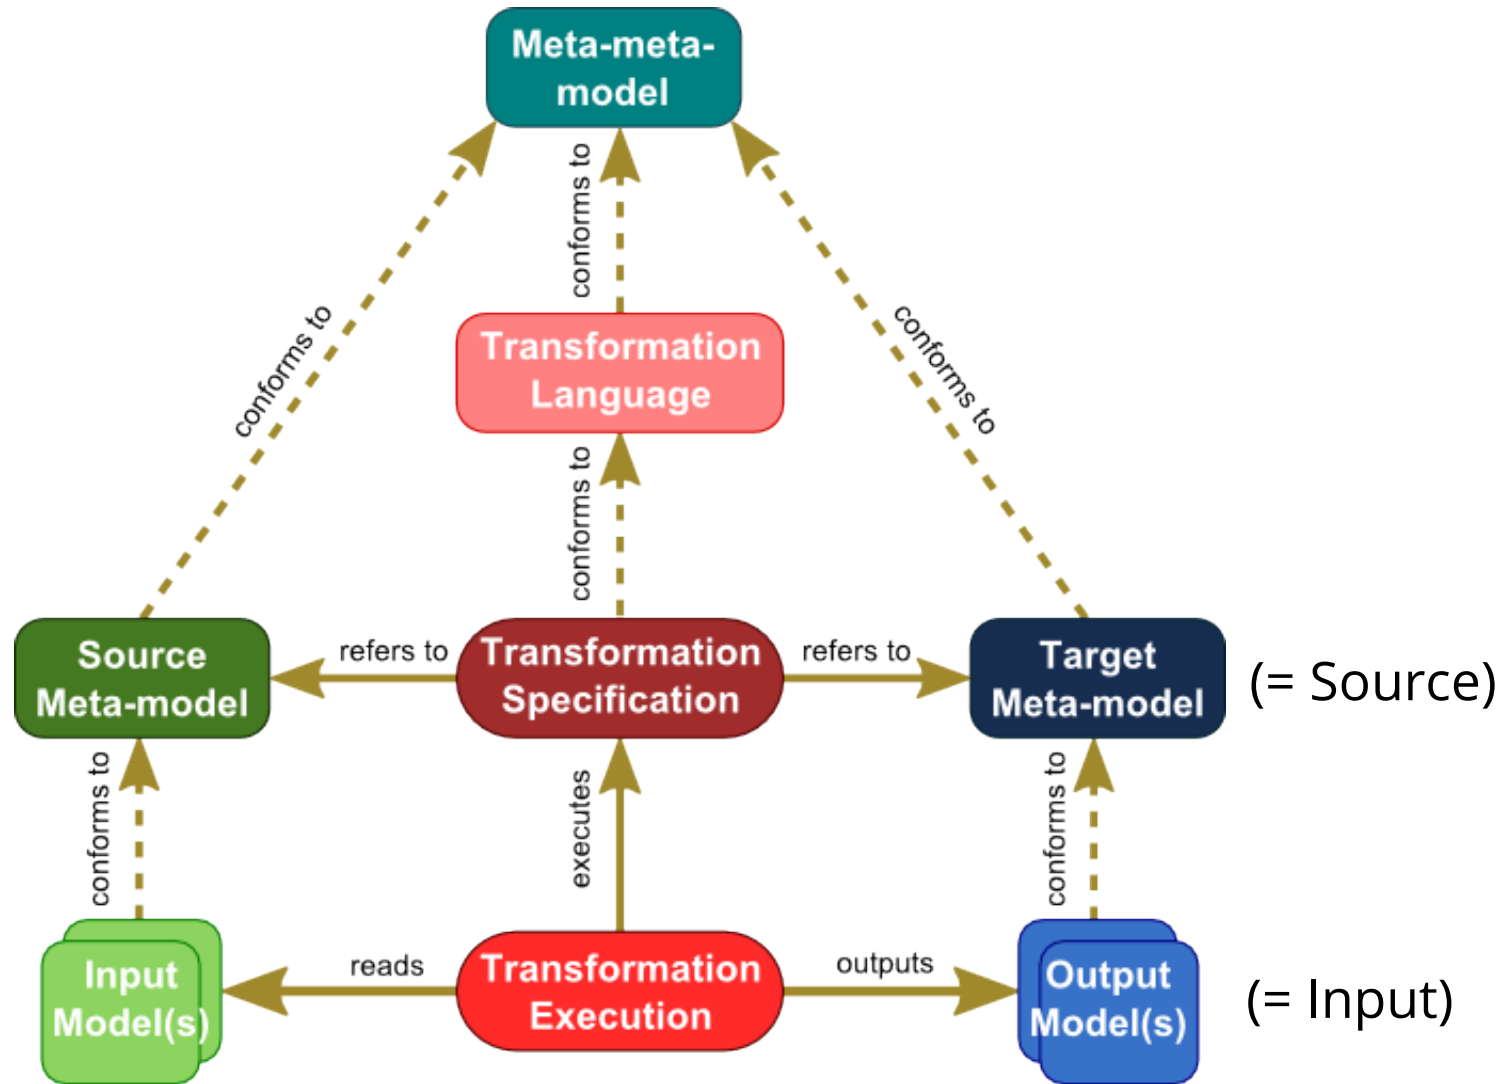 Meta-meta-
model
conforms to
conforms to
conforms to
Transformation
Language
conforms to
Source
Meta-model
refers to
Transformation
Specification
refers to
Target
Meta-model
(= Source)
conforms to
executes
conforms to
Input
Model(s)
reads
Transformation
Execution
outputs
Output
Model(s)
(= Input)